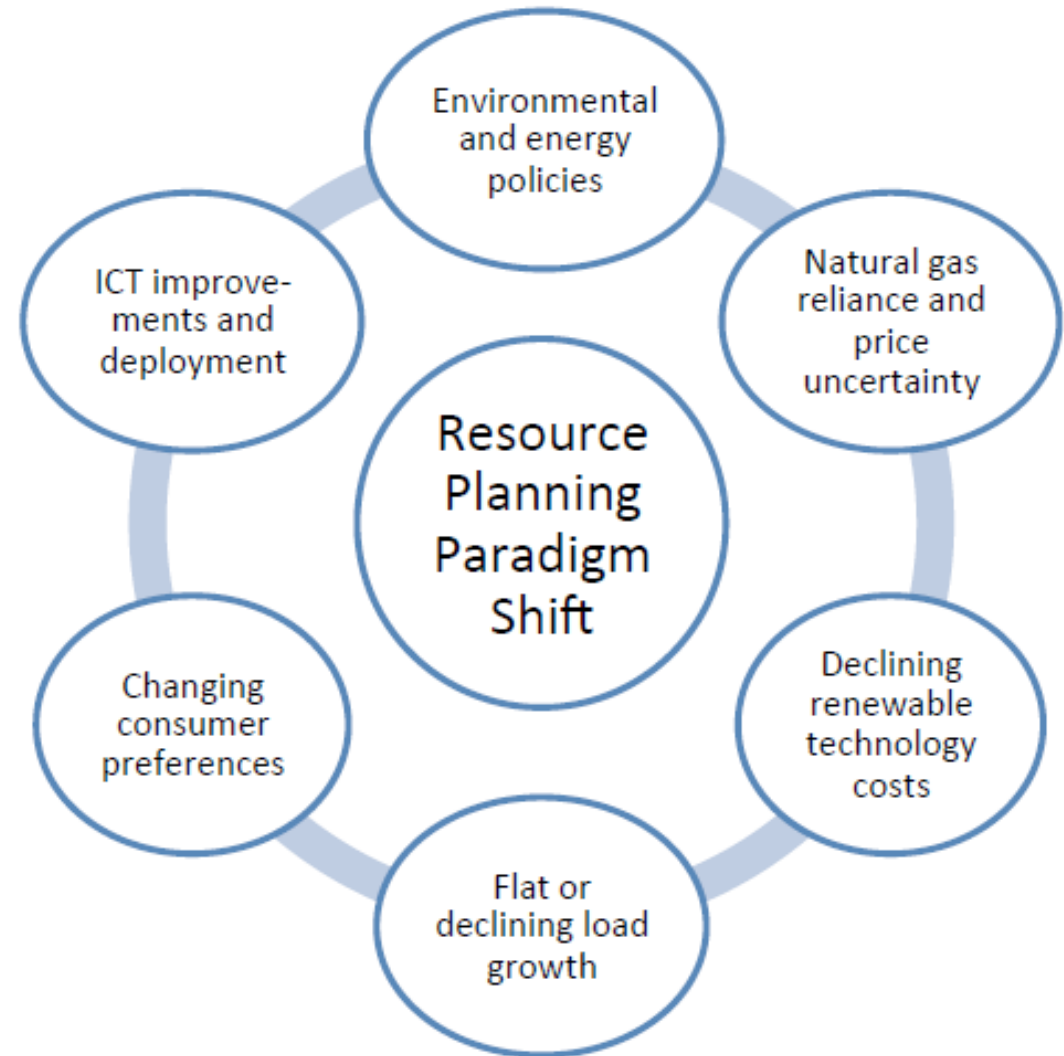 Environmental
and energy
policies
Natural gas
reliance and
price
uncertainty
Declining
renewable
technology
costs
Flat or
declining load
growth
Changing
consumer
preferences
ICT improve-
ments and
deployment
Resource
Planning
Paradigm
Shift